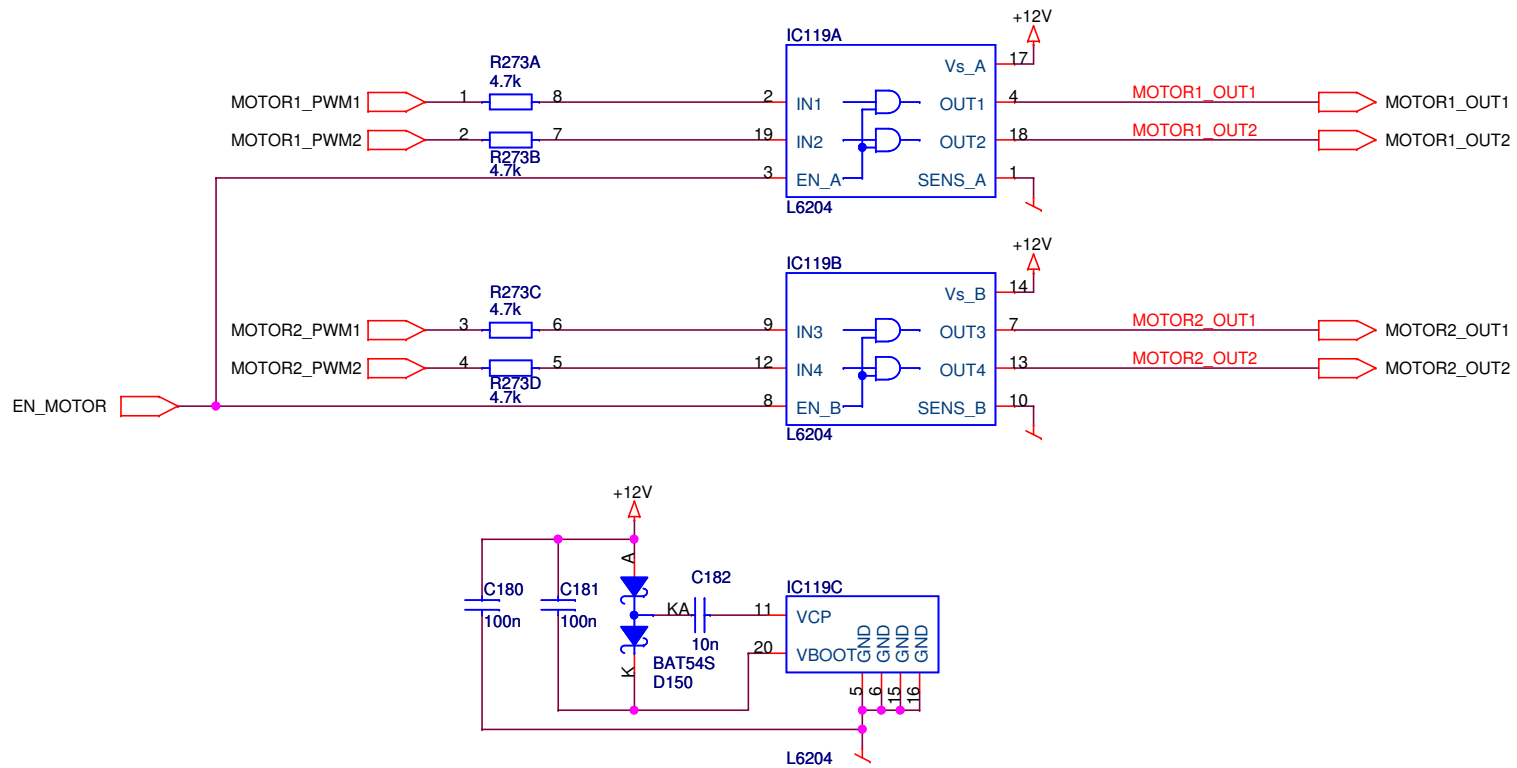 +12V
IC119A
R273A
4.7k
Vs_A 17
MOTOR1_PWM1 1 8 2 IN1 OUT1 4 MOTOR1_OUT1 MOTOR1_OUT1
MOTOR1_PWM2 2 7 19 IN2 OUT2 18 MOTOR1_OUT2 MOTOR1_OUT2
R273B
4.7k
3 EN_A SENS_A 1
L6204
+12V
IC119B
R273C
4.7k
Vs_B 14
MOTOR2_PWM1 3 6 9 IN3 OUT3 7 MOTOR2_OUT1 MOTOR2_OUT1
MOTOR2_PWM2 4 5 12 IN4 OUT4 13 MOTOR2_OUT2 MOTOR2_OUT2
R273D
4.7k
EN_MOTOR 8 EN_B SENS_B 10
L6204
+12V
A
C180
100n
C181
100n
C182
10n
KA
IC119C
11 VCP
20 VBOOT
GND GND GND GND
BAT54S
D150
K
5 6 15 16
L6204